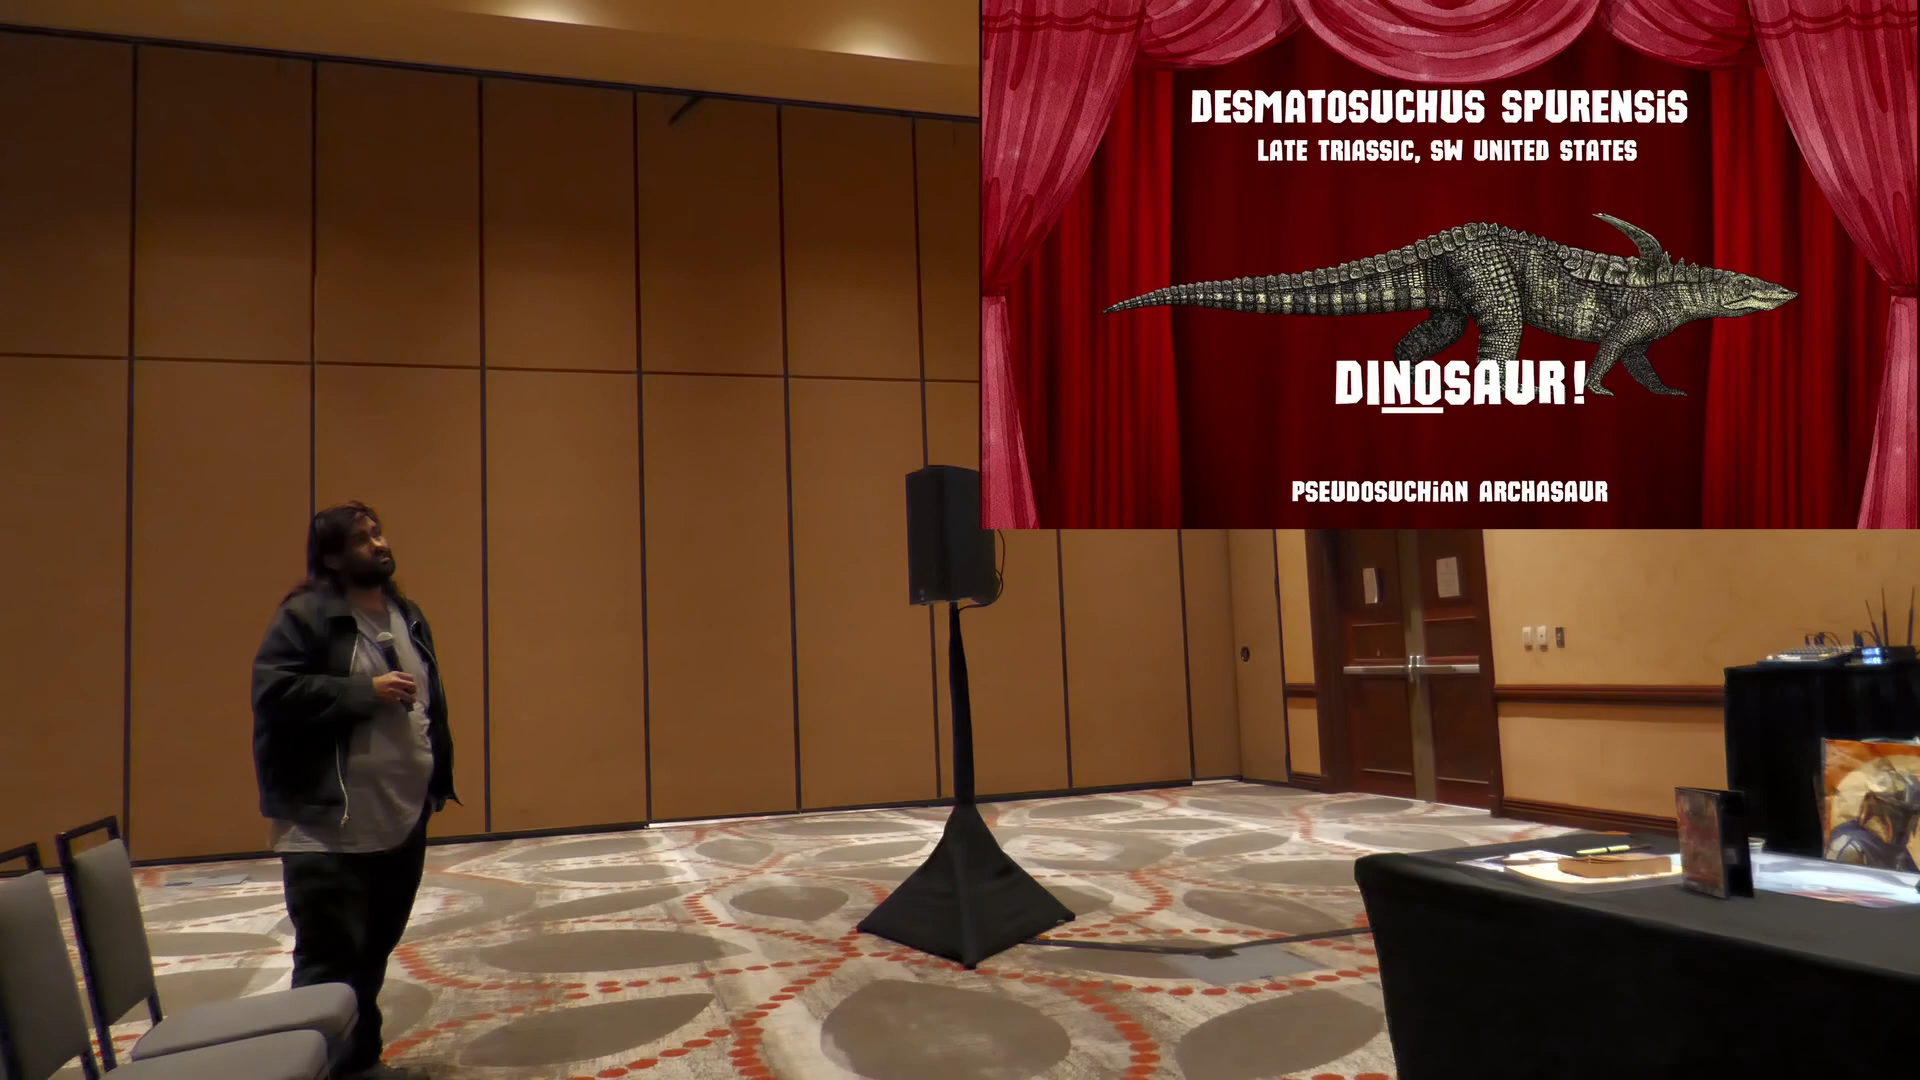 DESMATOSUCHUS SPURENSIS
LATE TRIASSIC, SW UNITED STATES
DINOSAUR!
PSEUDOSUCHIAN ARCHASAUR